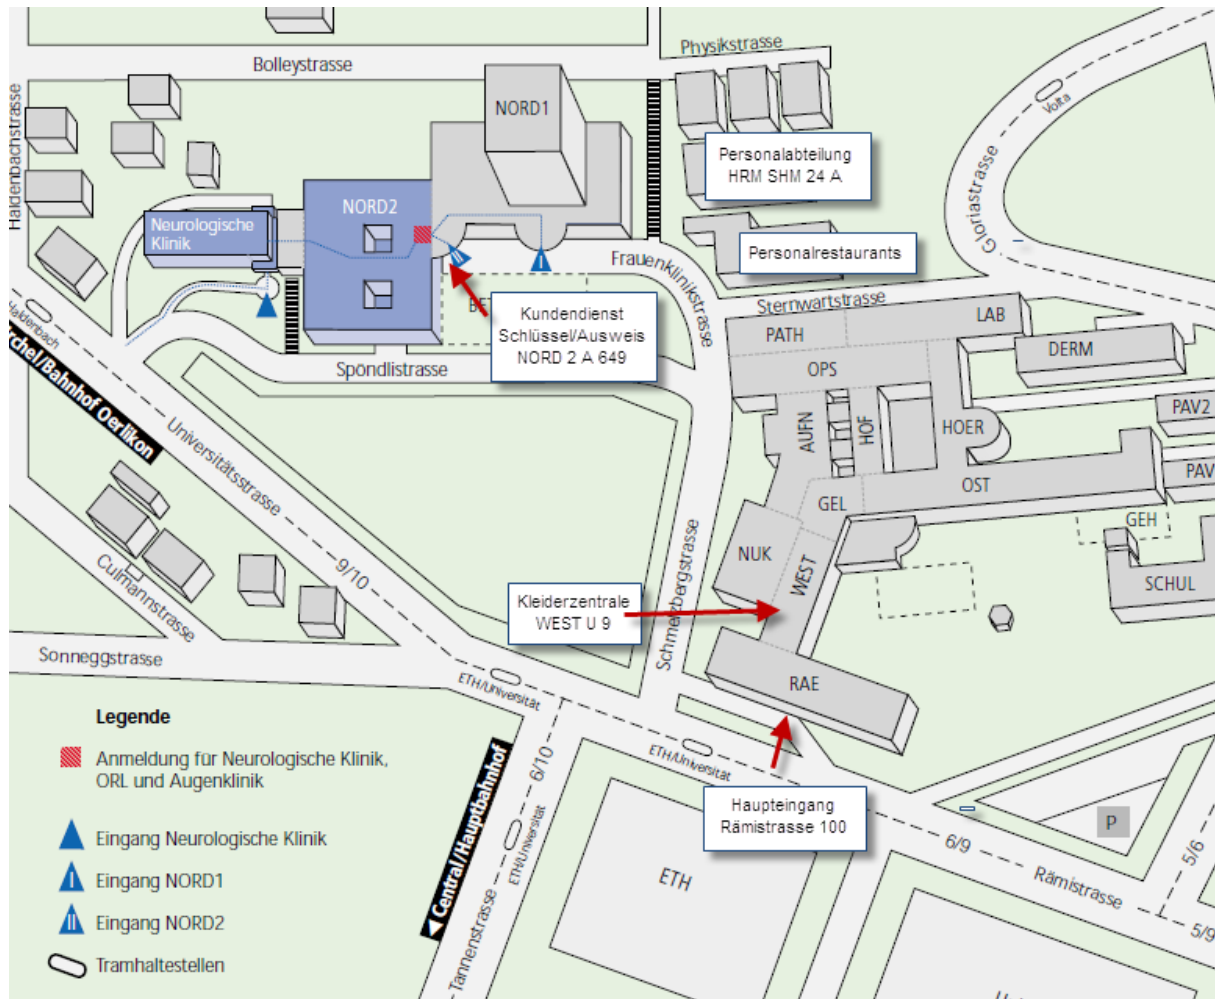 Physikstrasse
Bolleystrasse
Haldenbachstrasse
NORD1
Volta
Personalabteilung
HRM SHM 24 A
Gloriastrasse
NORD2
Neurologische
Klinik
I
II
Personalrestaurants
Frauenklinikstrasse
Sternwartstrasse
Haldenbach
Kundendienst
Schlüssel/Ausweis
NORD 2 A 649
PATH
LAB
OPS
DERM
Spöndlistrasse
rchel/Bahnhof Oerlikon
Universitätsstrasse
AUFN
HOF
HOER
PAV2
PAV
OST
GEL
GEH
NUK
WEST
SCHUL
9/10
Culmannstrasse
Schmelzbergstrasse
Kleiderzentrale
WEST U 9
Sonneggstrasse
RAE
ETH/Universität
ETH/Universität
Legende
Anmeldung für Neurologische Klinik,
ORL und Augenklinik
Eingang Neurologische Klinik
I Eingang NORD1
II Eingang NORD2
Tramhaltestellen
6/10
Central/Hauptbahnhof
ETH/Universität
Tannenstrasse
Haupteingang
Rämistrasse 100
ETH
P
6/9
Rämistrasse
5/6
5/9